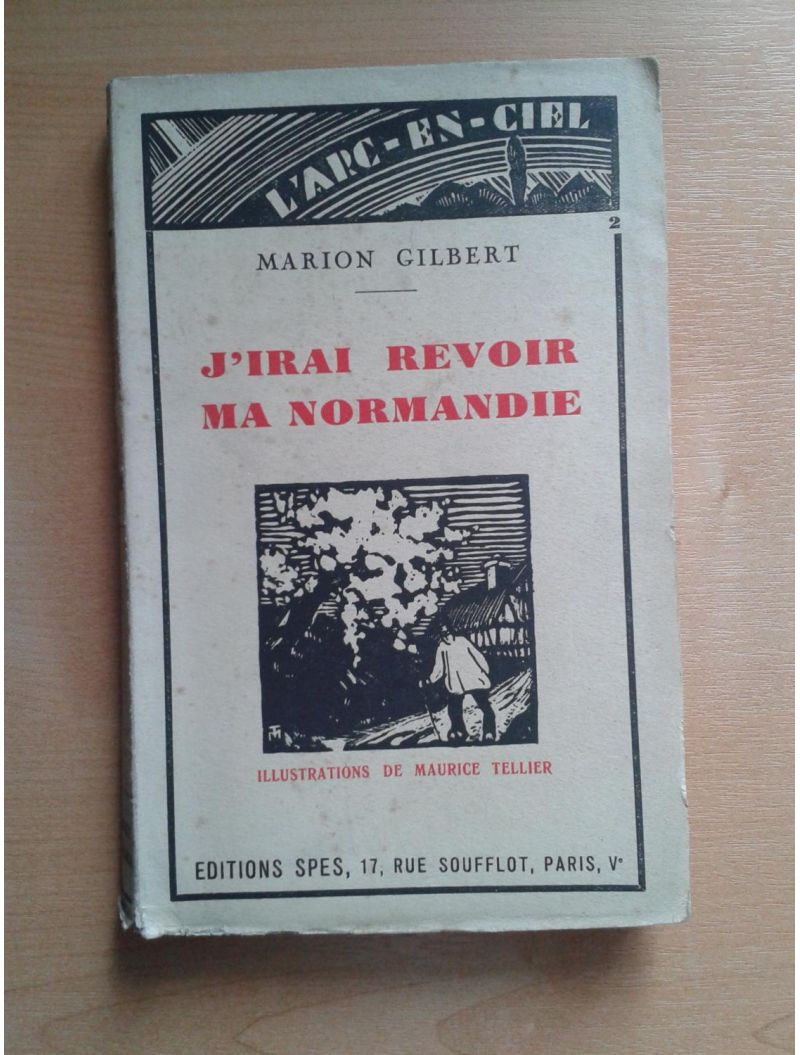 L'ARC-EN-CIEL
2
MARION GILBERT
J'IRAI REVOIR
MA NORMANDIE
ILLUSTRATIONS DE MAURICE TELLIER
EDITIONS SPES, 17, RUE SOUFFLOT, PARIS, Vᵉ